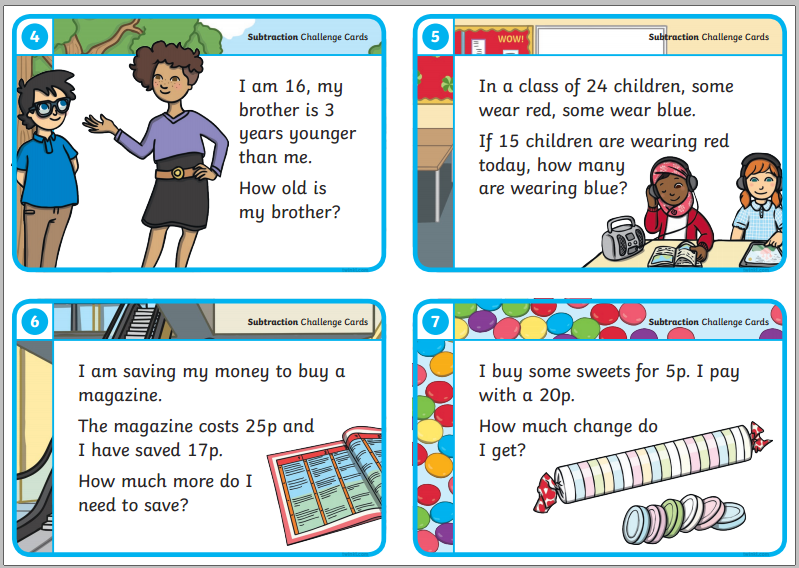 4
Subtraction Challenge Cards
I am 16, my
brother is 3
years younger
than me.
How old is
my brother?
5
WOW!
Subtraction Challenge Cards
In a class of 24 children, some
wear red, some wear blue.
If 15 children are wearing red
today, how many
are wearing blue?
6
Subtraction Challenge Cards
I am saving my money to buy a
magazine.
The magazine costs 25p and
I have saved 17p.
How much more do I
need to save?
7
Subtraction Challenge Cards
I buy some sweets for 5p. I pay
with a 20p.
How much change do
I get?